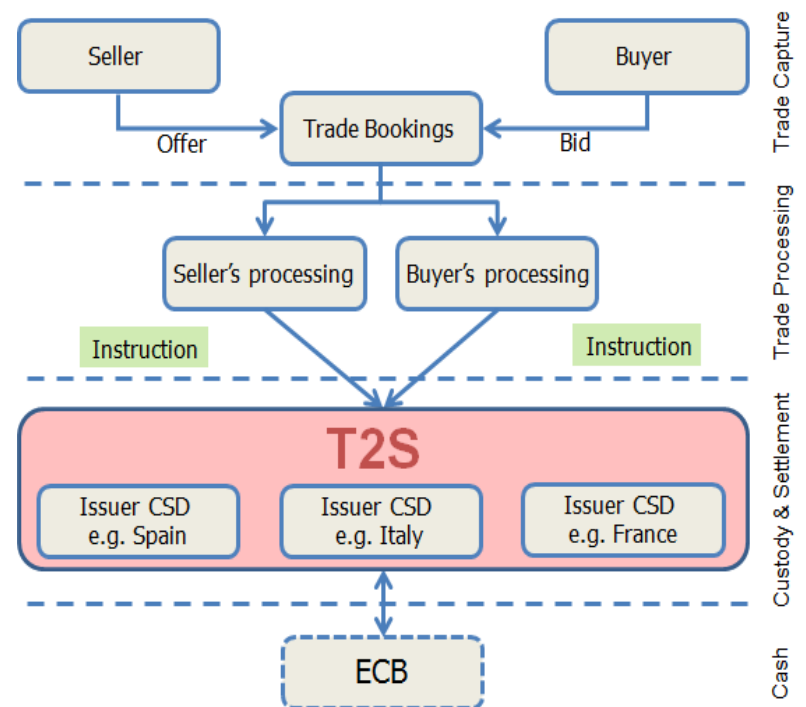 Seller
Buyer
Trade Capture
Offer
Trade Bookings
Bid
Seller's processing
Buyer's processing
Trade Processing
Instruction
Instruction
T2S
Issuer CSD
e.g. Spain
Issuer CSD
e.g. Italy
Issuer CSD
e.g. France
Custody & Settlement
ECB
Cash